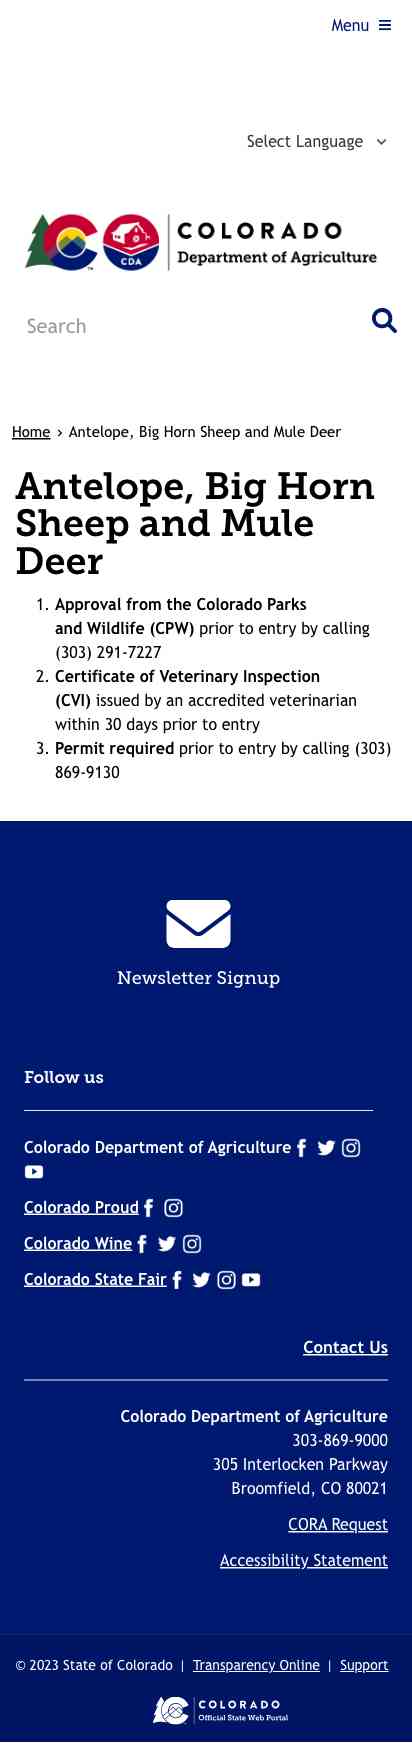 Menu
Select Language
CDA
COLORADO
Department of Agriculture
TM
Search
Home › Antelope, Big Horn Sheep and Mule Deer
Antelope, Big Horn
Sheep and Mule
Deer
1. Approval from the Colorado Parks
and Wildlife (CPW) prior to entry by calling
(303) 291-7227
2. Certificate of Veterinary Inspection
(CVI) issued by an accredited veterinarian
within 30 days prior to entry
3. Permit required prior to entry by calling (303)
869-9130
Newsletter Signup
Follow us
Colorado Department of Agriculture
Colorado Proud
Colorado Wine
Colorado State Fair
Contact Us
Colorado Department of Agriculture
303-869-9000
305 Interlocken Parkway
Broomfield, CO 80021
CORA Request
Accessibility Statement
© 2023 State of Colorado | Transparency Online | Support
COLORADO
Official State Web Portal